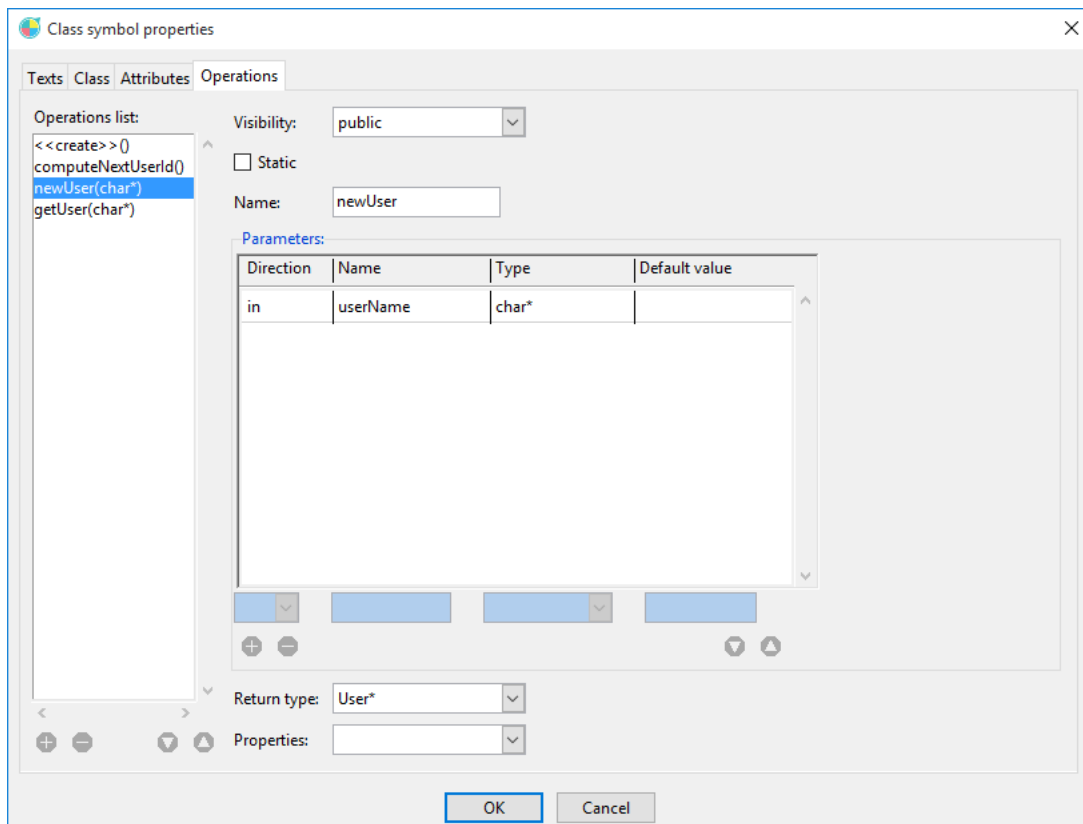 Class symbol properties
Texts Class Attributes Operations
Operations list:
<<create>>()
computeNextUserId()
newUser(char*)
getUser(char*)
Visibility: public
Static
Name: newUser
Parameters:
Direction Name Type Default value
in userName char*
Return type: User*
Properties:
OK Cancel